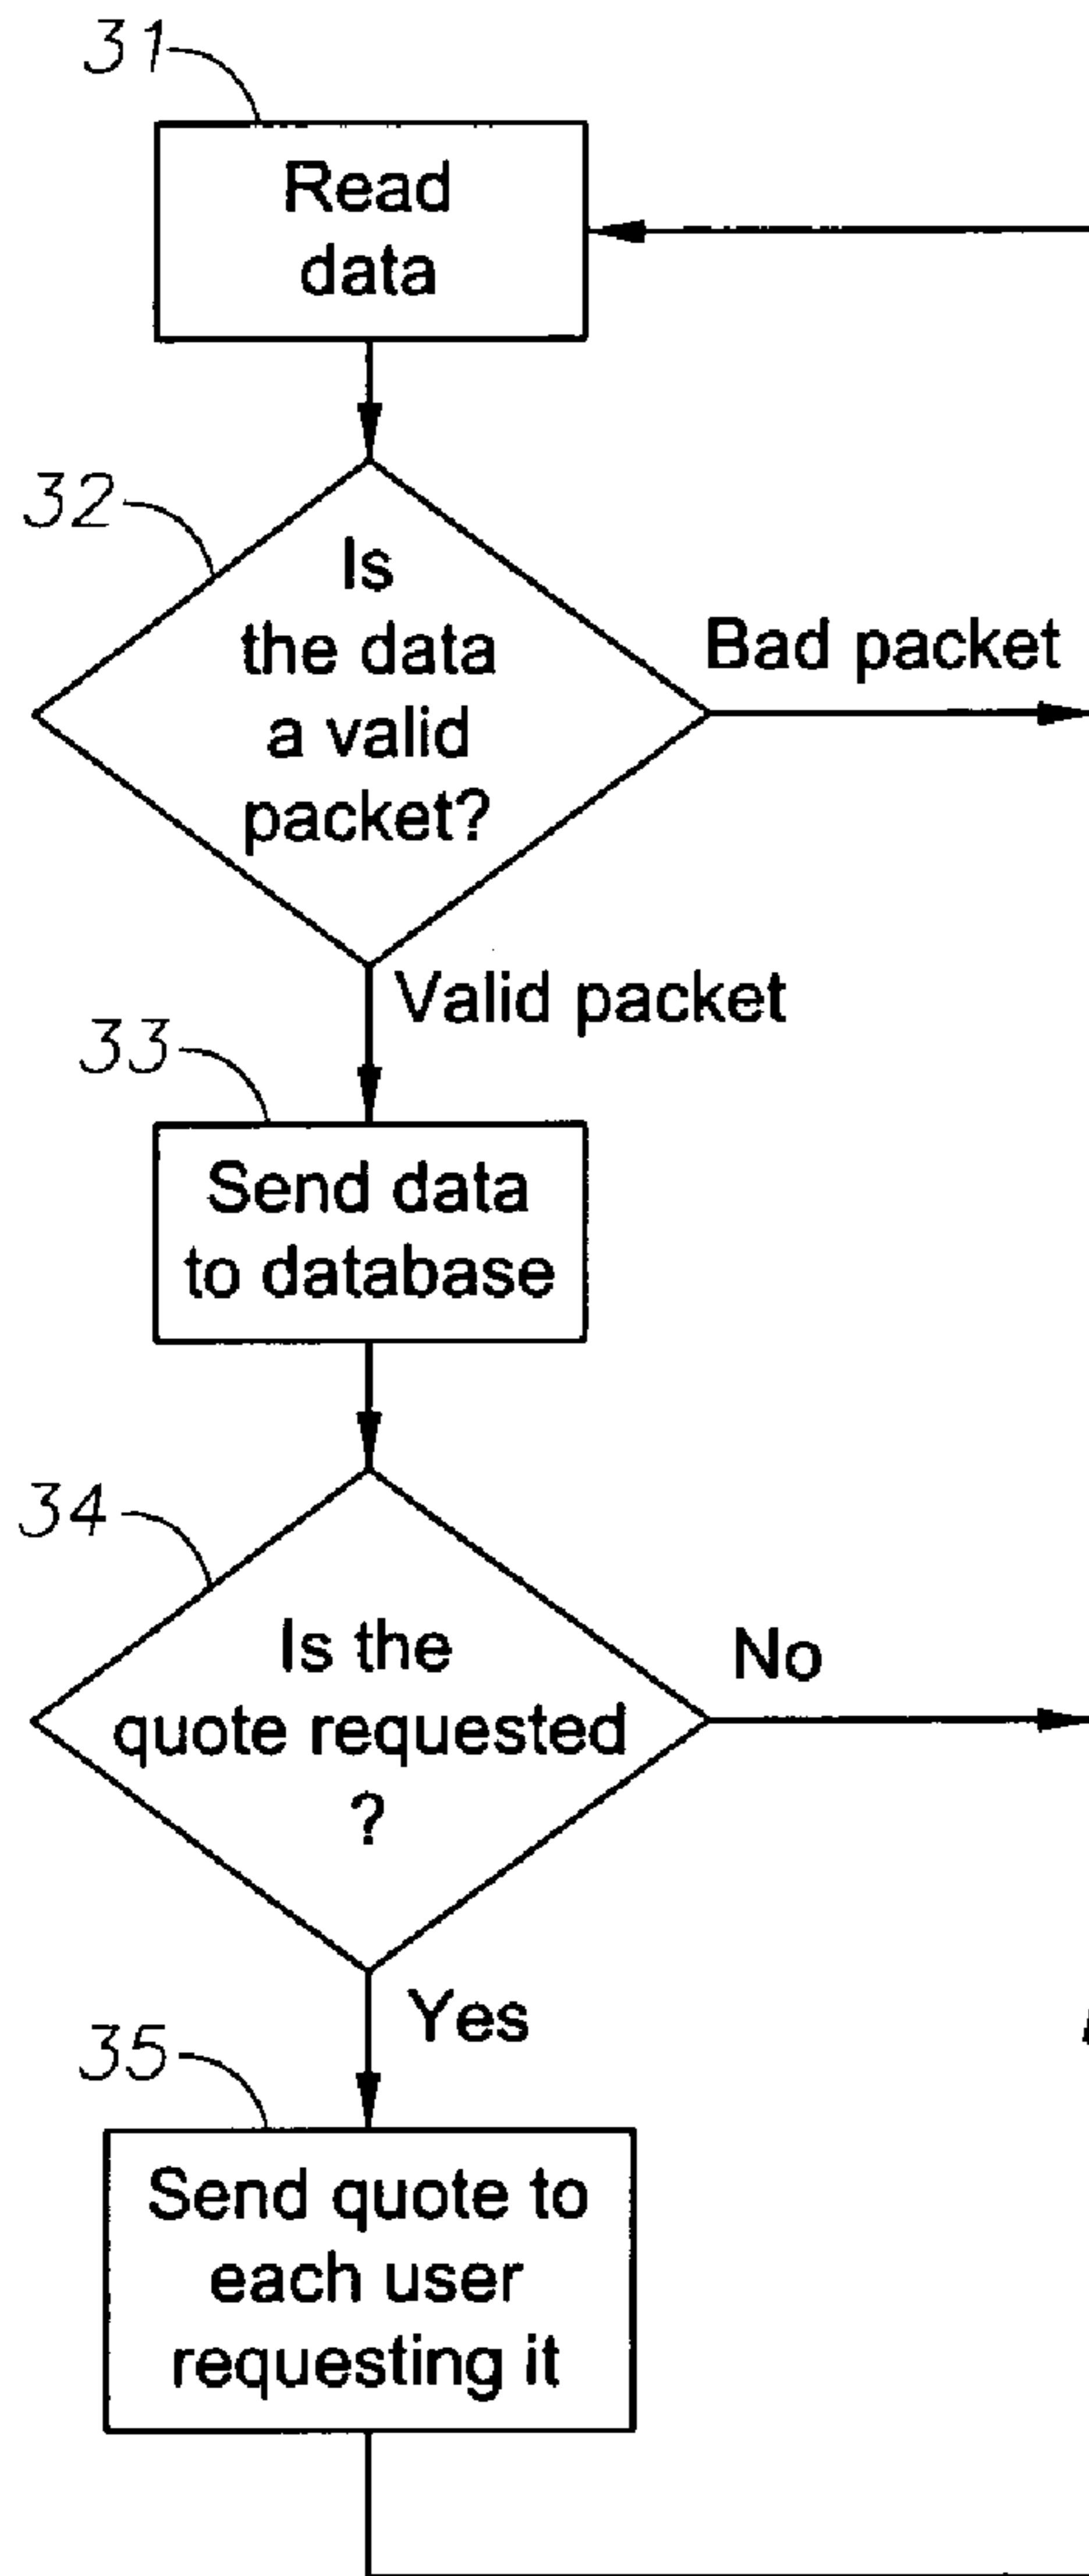 31
Read
data
32
Is
the data
a valid
packet?
Bad packet
Valid packet
33
Send data
to database
34
Is the
quote requested
?
No
Yes
35
Send quote to
each user
requesting it